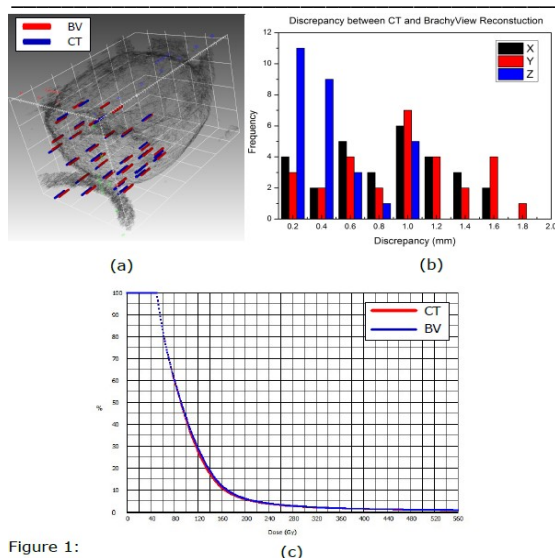 BV
CT
(a)
Discrepancy between CT and BrachyView Reconstuction
Frequency
12
10
8
6
4
2
0
X
Y
Z
0.2 0.4 0.6 0.8 1.0 1.2 1.4 1.6 1.8 2.0
Discrepancy (mm)
(b)
%
100
90
80
70
60
50
40
30
20
10
0
CT
BV
0 40 80 120 160 200 240 280 320 360 400 440 480 520 560
Dose (Gy)
Figure 1:
(c)